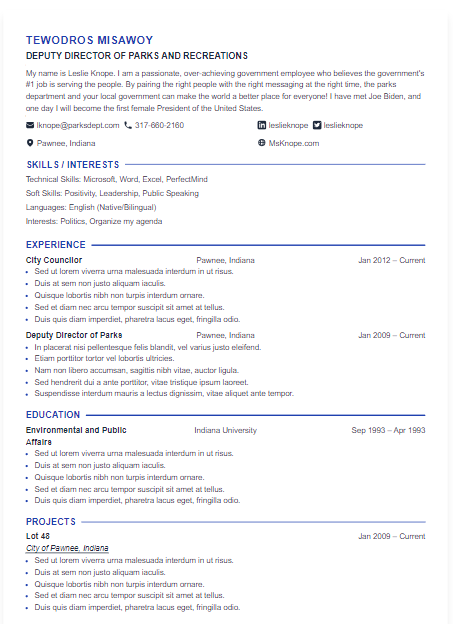 TEWODROS MISAWOY
DEPUTY DIRECTOR OF PARKS AND RECREATIONS
My name is Leslie Knope. I am a passionate, over-achieving government employee who believes the government's
#1 job is serving the people. By pairing the right people with the right messaging at the right time, the parks
department and your local government can make the world a better place for everyone! I have met Joe Biden, and
one day I will become the first female President of the United States.
lknope@parksdept.com 317-660-2160 leslieknope leslieknope
Pawnee, Indiana MsKnope.com
SKILLS / INTERESTS
Technical Skills: Microsoft, Word, Excel, PerfectMind
Soft Skills: Positivity, Leadership, Public Speaking
Languages: English (Native/Bilingual)
Interests: Politics, Organize my agenda
EXPERIENCE
City Councilor Pawnee, Indiana Jan 2012 – Current
• Sed ut lorem viverra urna malesuada interdum in ut risus.
• Duis at sem non justo aliquam iaculis.
• Quisque lobortis nibh non turpis interdum ornare.
• Sed et diam nec arcu tempor suscipit sit amet at tellus.
• Duis quis diam imperdiet, pharetra lacus eget, fringilla odio.
Deputy Director of Parks Pawnee, Indiana Jan 2009 – Current
• In placerat nisi pellentesque felis blandit, vel varius justo eleifend.
• Etiam porttitor tortor vel lobortis ultricies.
• Nam non libero accumsan, sagittis nibh vitae, auctor ligula.
• Sed hendrerit dui a ante porttitor, vitae tristique ipsum laoreet.
• Suspendisse interdum mauris a lectus dignissim, vitae aliquet ante tempor.
EDUCATION
Environmental and Public Indiana University Sep 1993 – Apr 1993
Affairs
• Sed ut lorem viverra urna malesuada interdum in ut risus.
• Duis at sem non justo aliquam iaculis.
• Quisque lobortis nibh non turpis interdum ornare.
• Sed et diam nec arcu tempor suscipit sit amet at tellus.
• Duis quis diam imperdiet, pharetra lacus eget, fringilla odio.
PROJECTS
Lot 48 Jan 2009 – Current
City of Pawnee, Indiana
• Sed ut lorem viverra urna malesuada interdum in ut risus.
• Duis at sem non justo aliquam iaculis.
• Quisque lobortis nibh non turpis interdum ornare.
• Sed et diam nec arcu tempor suscipit sit amet at tellus.
• Duis quis diam imperdiet, pharetra lacus eget, fringilla odio.